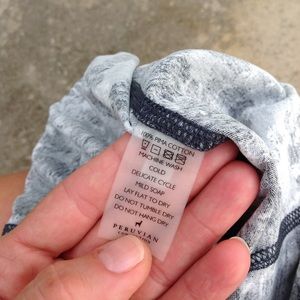 100% PIMA COTTON
MACHINE WASH
COLD
DELICATE CYCLE
MILD SOAP
LAY FLAT TO DRY
DO NOT TUMBLE DRY
DO NOT HANG DRY
PERUVIAN